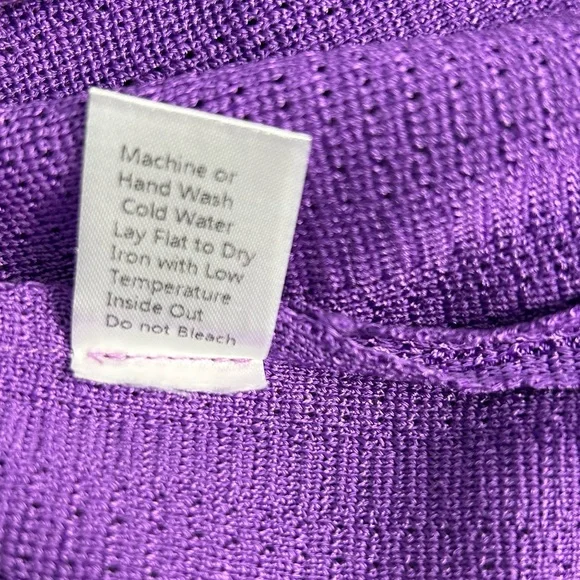 Machine or
Hand Wash
Cold Water
Lay Flat to Dry
Iron with Low
Temperature
Inside Out
Do not Bleach